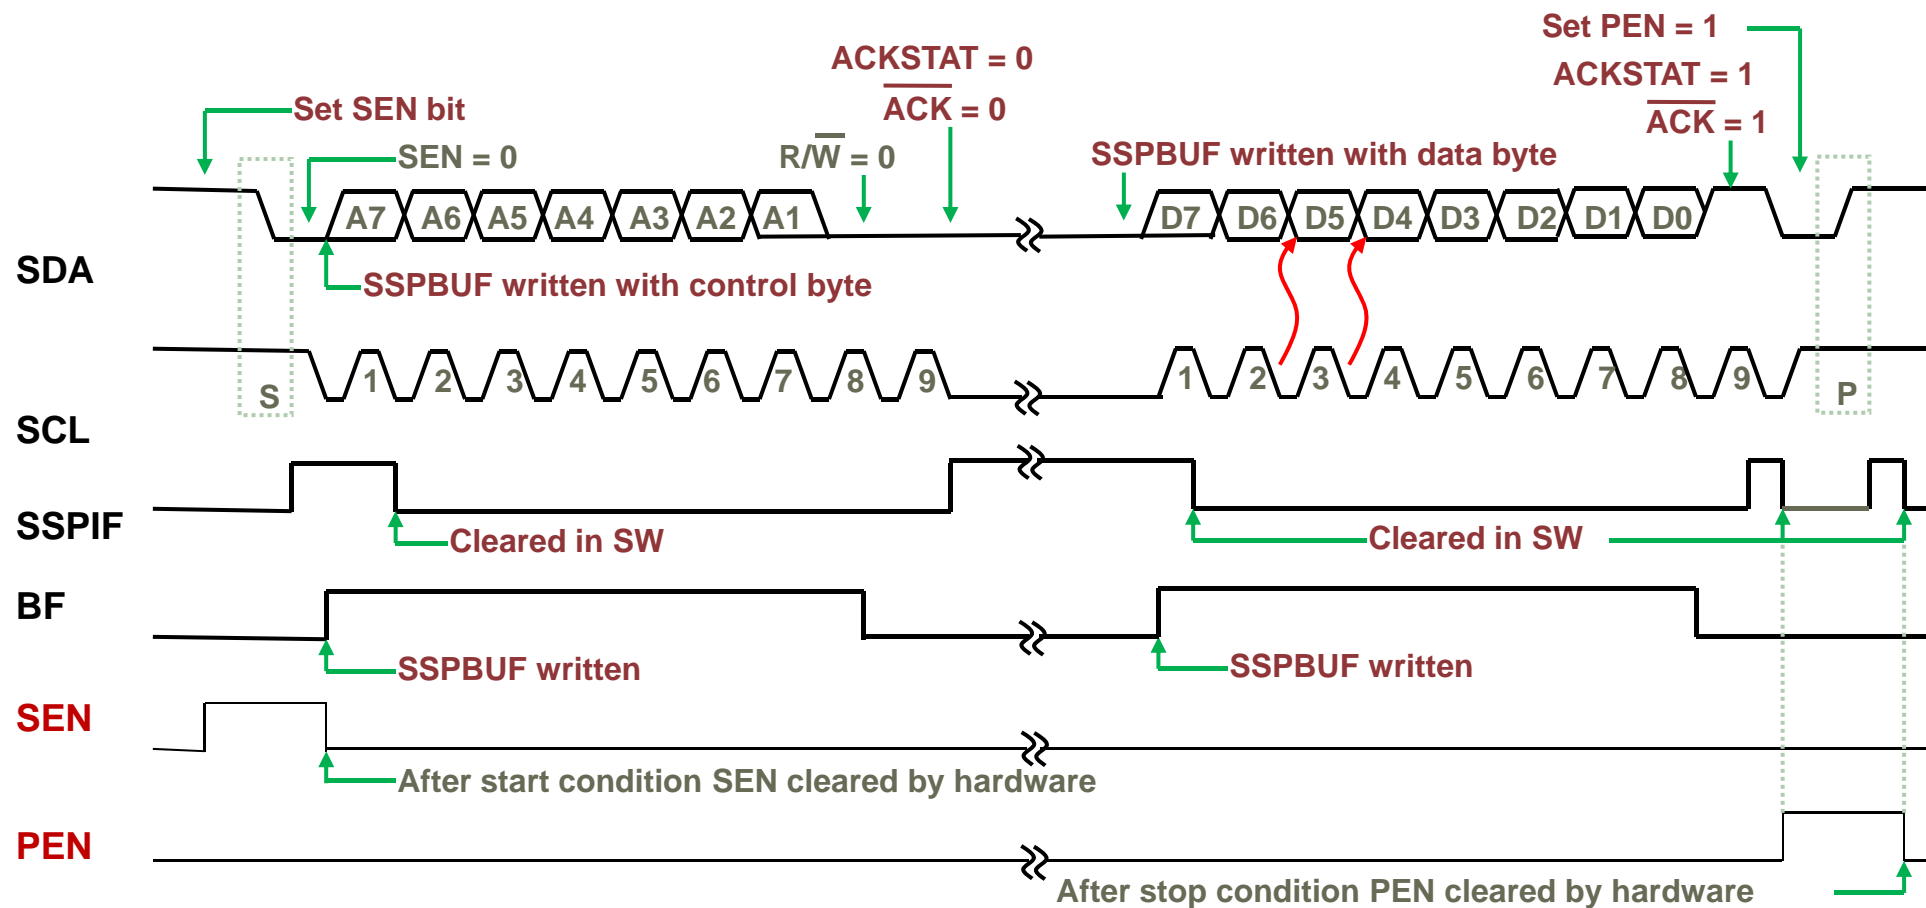 Set PEN = 1
ACKSTAT = 0
ACKSTAT = 1
Set SEN bit
ACK = 0
ACK = 1
SEN = 0
R/W = 0
SSPBUF written with data byte
A7 A6 A5 A4 A3 A2 A1 D7 D6 D5 D4 D3 D2 D1 D0
SDA
SSPBUF written with control byte
1 2 3 4 5 6 7 8 9 1 2 3 4 5 6 7 8 9
S P
SCL
SSPIF
Cleared in SW Cleared in SW
BF
SSPBUF written SSPBUF written
SEN
After start condition SEN cleared by hardware
PEN
After stop condition PEN cleared by hardware